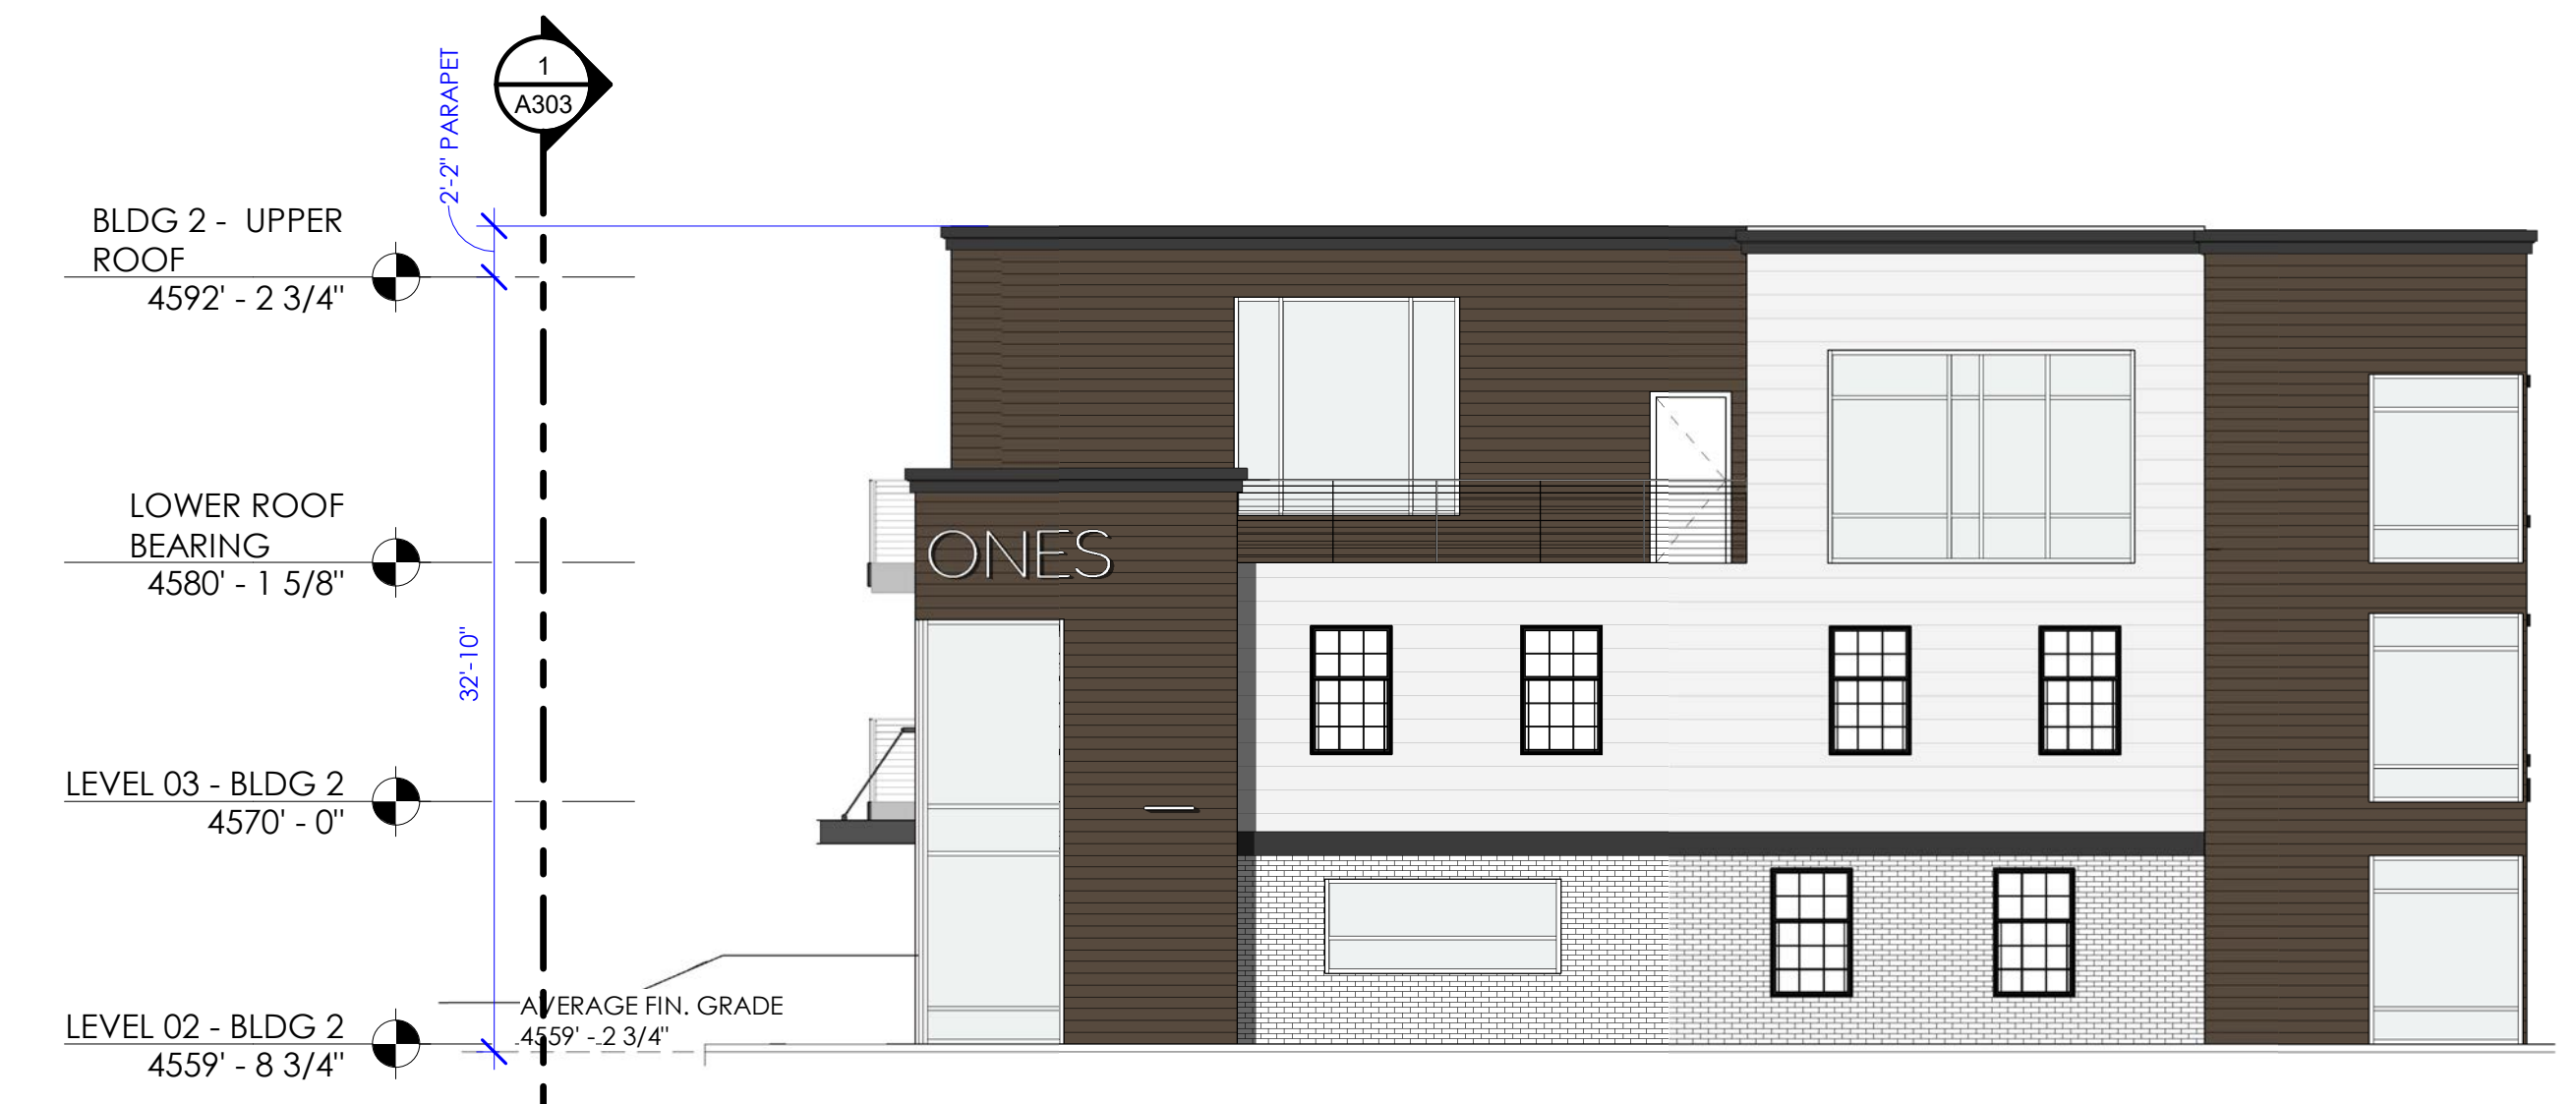 1
A303
2'-2" PARAPET
BLDG 2 - UPPER
ROOF
4592' - 2 3/4"
LOWER ROOF
BEARING
4580' - 1 5/8"
ONES
32'-10"
LEVEL 03 - BLDG 2
4570' - 0"
AVERAGE FIN. GRADE
4559' - 2 3/4"
LEVEL 02 - BLDG 2
4559' - 8 3/4"